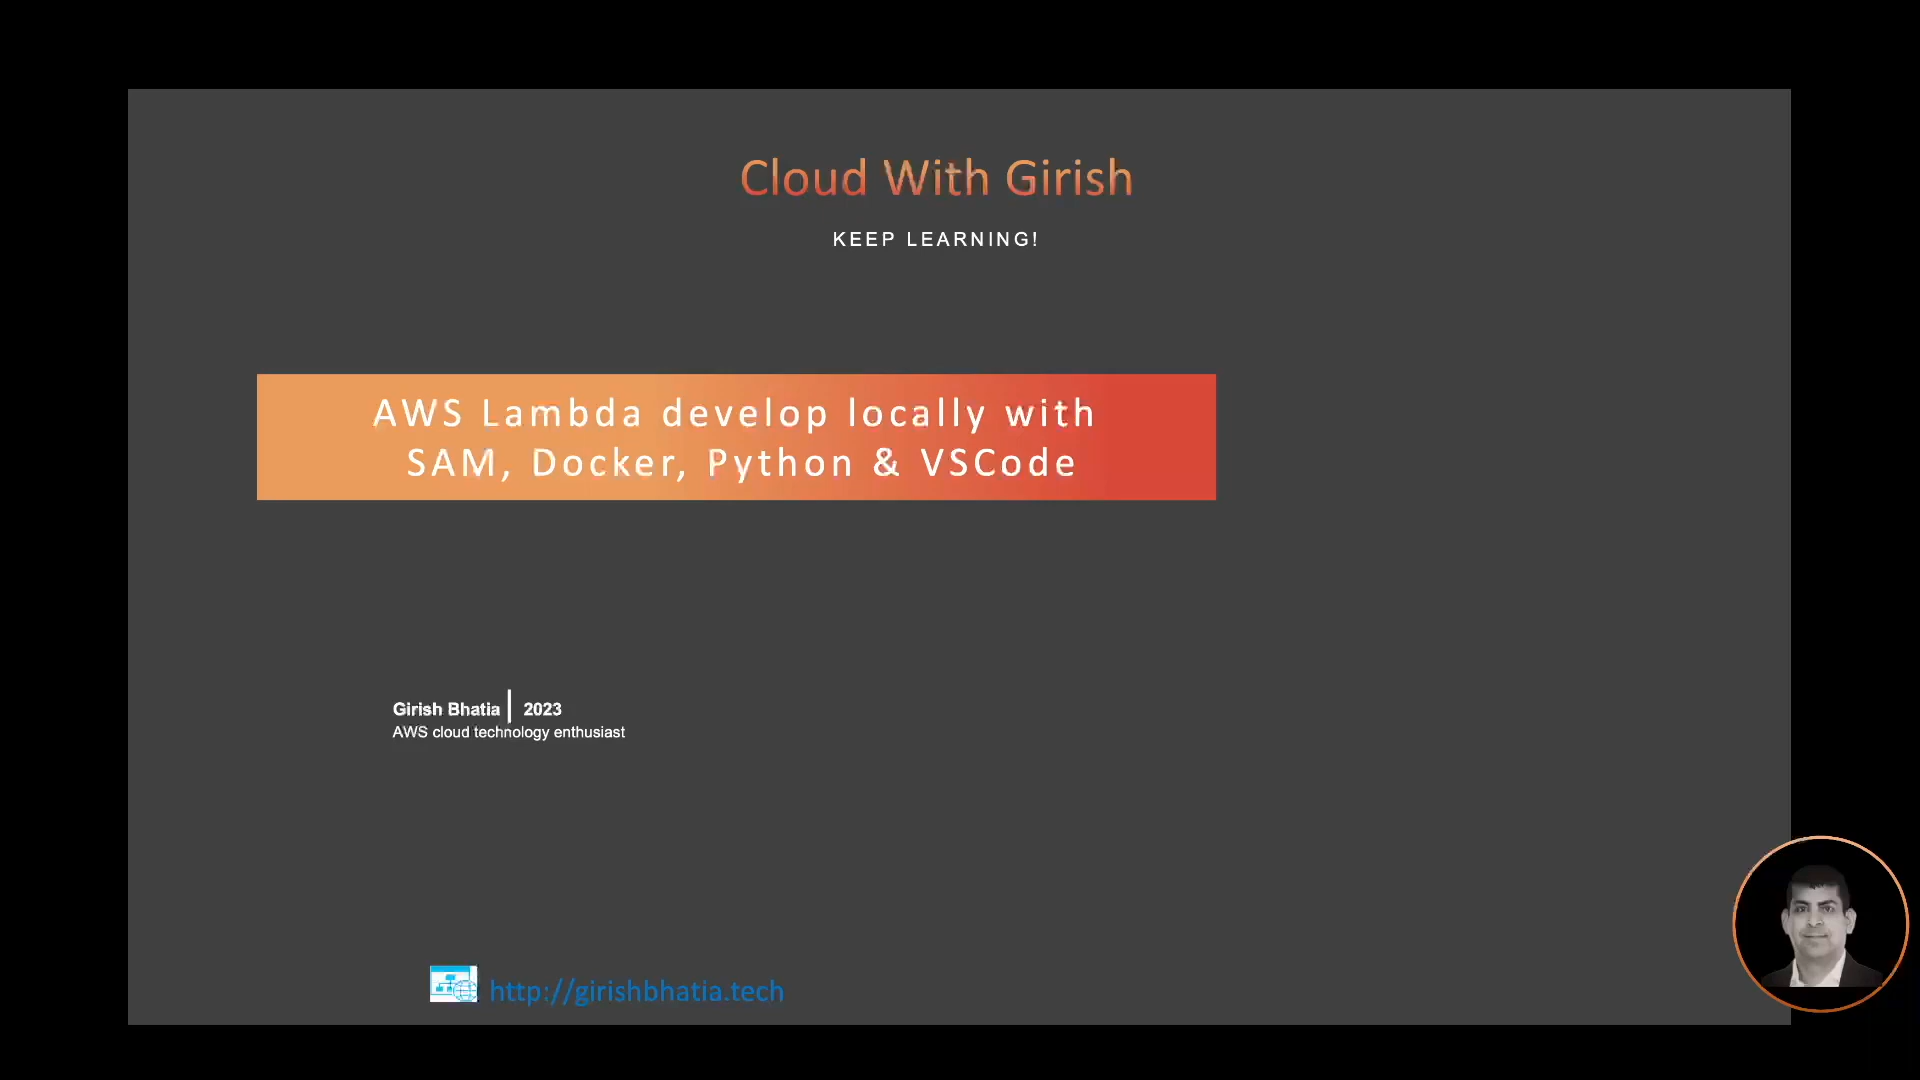 Cloud With Girish
KEEP LEARNING!
AWS Lambda develop locally with
SAM, Docker, Python & VSCode
Girish Bhatia | 2023
AWS cloud technology enthusiast
http://girishbhatia.tech